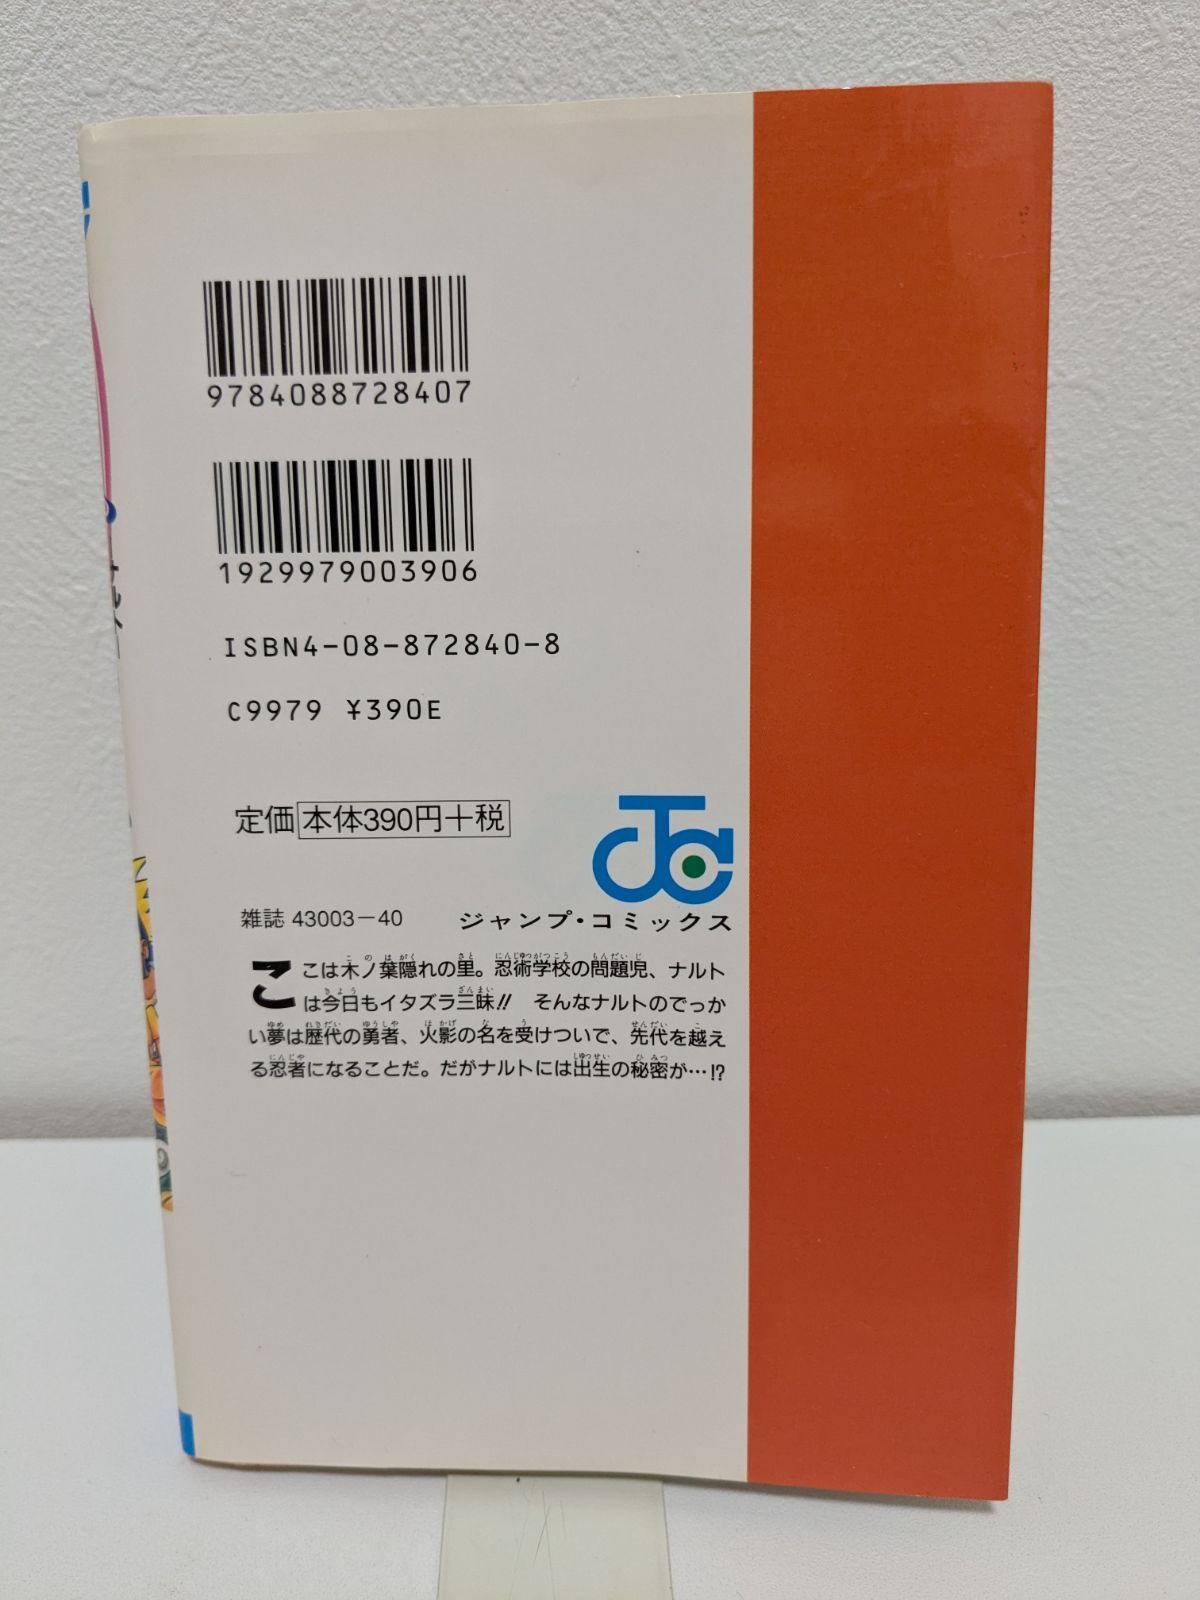 9784088728407
1929979003906
ISBN4-08-872840-8
C9979 ¥390E
定価 本体390円+税
雑誌 43003-40
ジャンプ・コミックス
ここは木ノ葉隠れの里。忍術学校の問題児、ナルト
は今日もイタズラ三昧!! そんなナルトのでっか
い夢は歴代の勇者、火影の名を受けついで、先代を越え
る忍者になることだ。だがナルトには出生の秘密が…!?